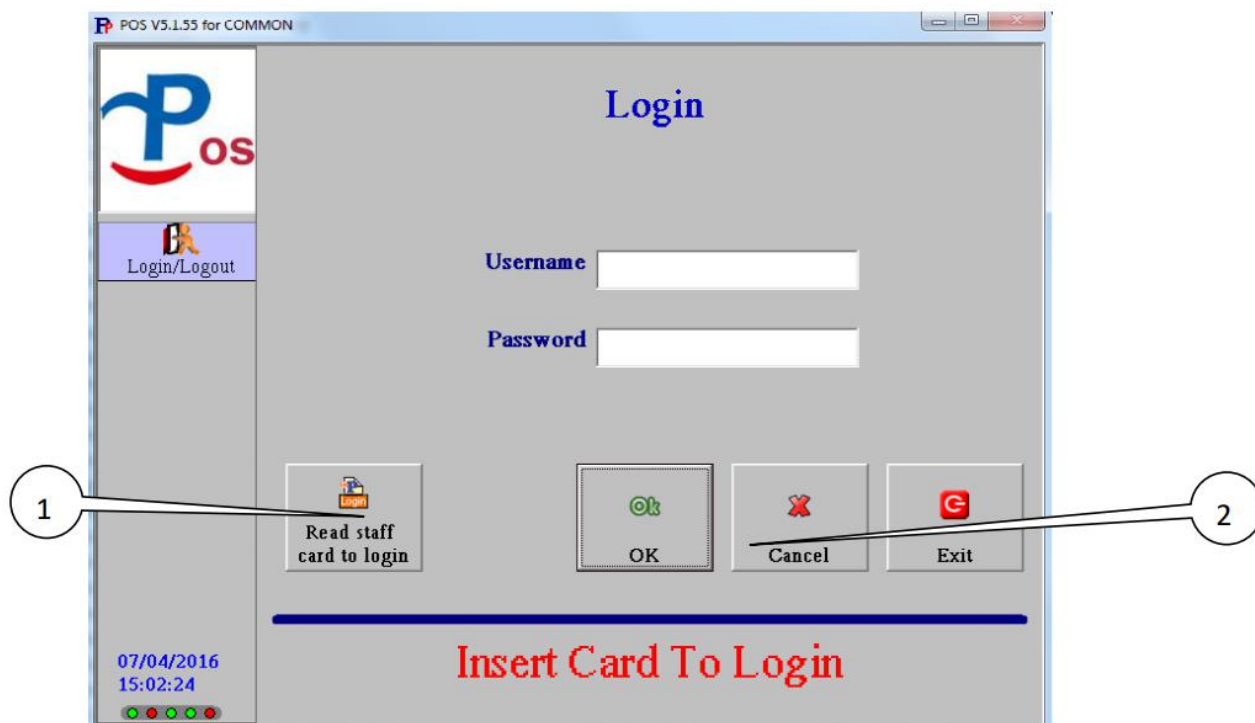 POS V5.1.55 for COMMON
Pos
Login
Login/Logout
Username
Password
1
Login
Read staff
card to login
Ok
OK
Cancel
Exit
2
Insert Card To Login
07/04/2016
15:02:24